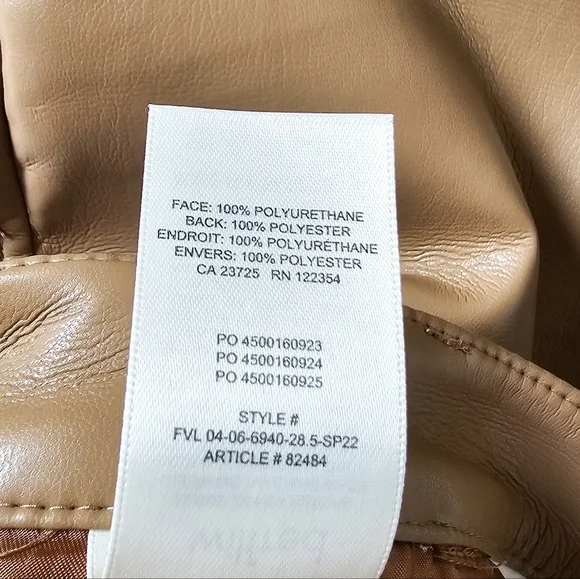 FACE: 100% POLYURETHANE
BACK: 100% POLYESTER
ENDROIT: 100% POLYURÉTHANE
ENVERS: 100% POLYESTER
CA 23725 RN 122354
PO 4500160923
PO 4500160924
PO 4500160925
STYLE #
FVL 04-06-6940-28.5-SP22
ARTICLE # 82484